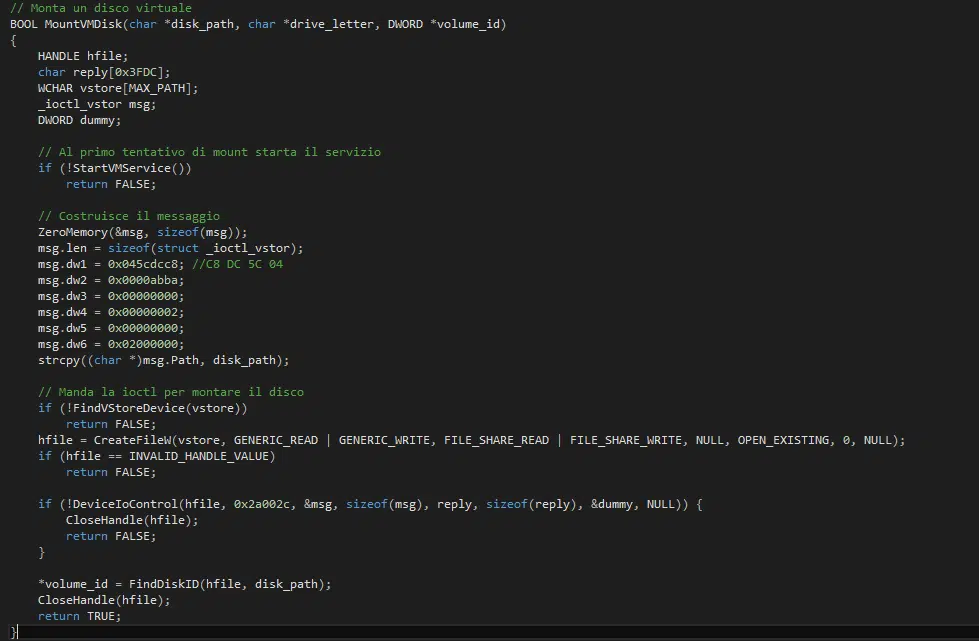 // Monta un disco virtuale
BOOL MountVMDisk(char *disk_path, char *drive_letter, DWORD *volume_id)
{
    HANDLE hfile;
    char reply[0x3FDC];
    WCHAR vstore[MAX_PATH];
    _ioctl_vstor msg;
    DWORD dummy;

    // Al primo tentativo di mount starta il servizio
    if (!StartVMService())
        return FALSE;

    // Costruisce il messaggio
    ZeroMemory(&msg, sizeof(msg));
    msg.len = sizeof(struct _ioctl_vstor);
    msg.dw1 = 0x045cdcc8; //C8 DC 5C 04
    msg.dw2 = 0x0000abba;
    msg.dw3 = 0x00000000;
    msg.dw4 = 0x00000002;
    msg.dw5 = 0x00000000;
    msg.dw6 = 0x02000000;
    strcpy((char *)msg.Path, disk_path);

    // Manda la ioctl per montare il disco
    if (!FindVStoreDevice(vstore))
        return FALSE;
    hfile = CreateFileW(vstore, GENERIC_READ | GENERIC_WRITE, FILE_SHARE_READ | FILE_SHARE_WRITE, NULL, OPEN_EXISTING, 0, NULL);
    if (hfile == INVALID_HANDLE_VALUE)
        return FALSE;

    if (!DeviceIoControl(hfile, 0x2a002c, &msg, sizeof(msg), reply, sizeof(reply), &dummy, NULL)) {
        CloseHandle(hfile);
        return FALSE;
    }

    *volume_id = FindDiskID(hfile, disk_path);
    CloseHandle(hfile);
    return TRUE;
}